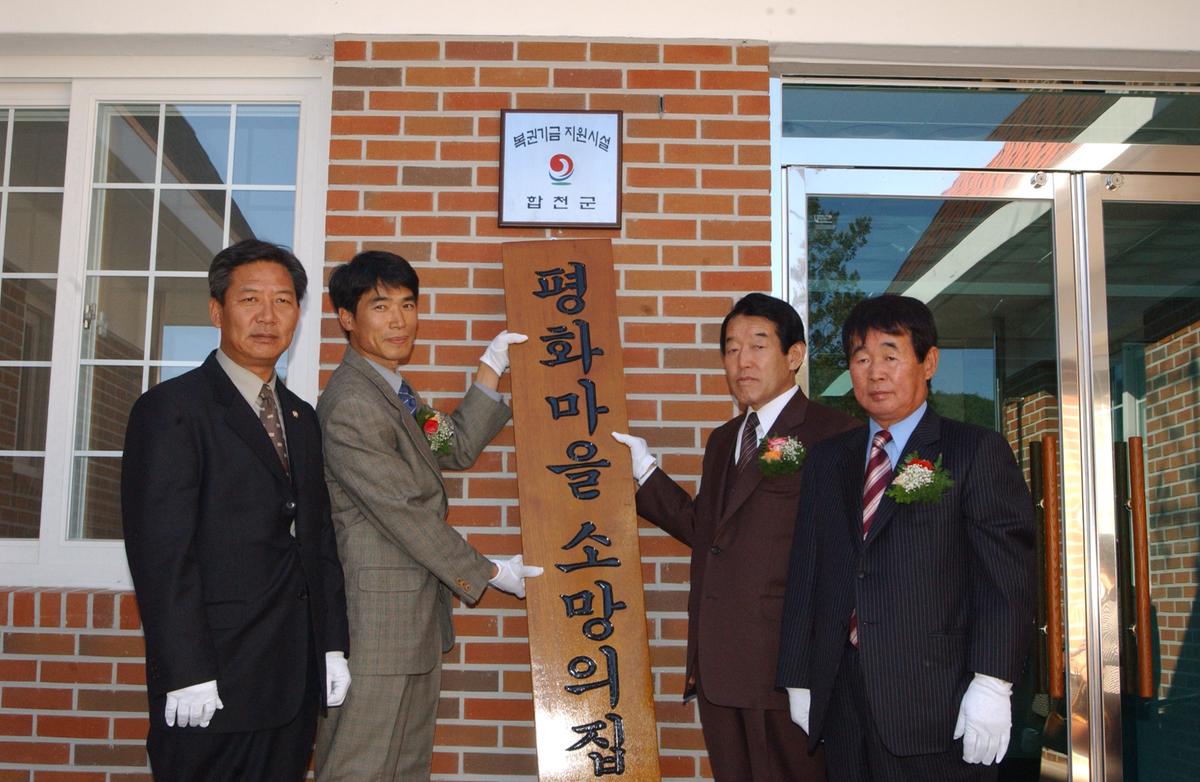 복권기금 지원시설
합천군
평화마을 소망의집